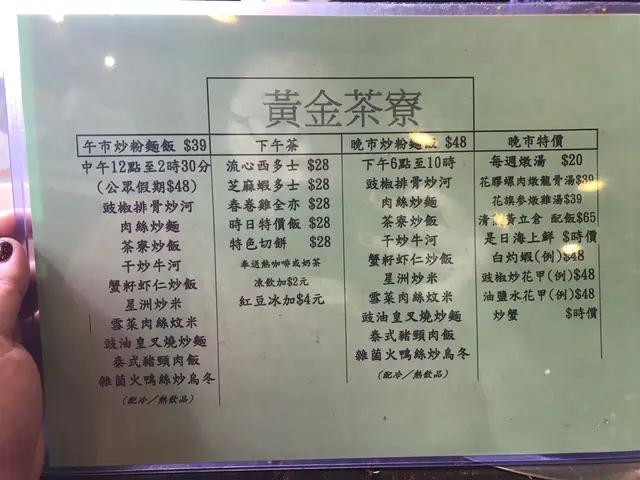 黃金茶寮
午市炒粉麵飯 $39
中午12點至2時30分
(公眾假期$48)
豉椒排骨炒河
肉絲炒麵
茶寮炒飯
干炒牛河
蟹籽蝦仁炒飯
星洲炒米
雪菜肉絲炆米
豉油皇叉燒炒麵
泰式豬頸肉飯
雜菌火鴨絲炒烏冬
(配冷/熱飲品)
下午茶
流心西多士 $28
芝麻蝦多士 $28
春卷雞全亦 $28
時日特價飯 $28
特色切餅 $28
奉送熱咖啡或奶茶
凍飲加$2元
紅豆冰加$4元
晚市炒粉麵飯 $48
下午6點至10時
豉椒排骨炒河
肉絲炒麵
茶寮炒飯
干炒牛河
蟹籽蝦仁炒飯
星洲炒米
雪菜肉絲炆米
豉油皇叉燒炒麵
泰式豬頸肉飯
雜菌火鴨絲炒烏冬
(配冷/熱飲品)
晚市特價
每週燉湯 $20
花膠螺肉燉龍骨湯$39
花旗參燉雞湯 $39
清蒸黃立倉 配飯$65
是日海上鮮 $時價
白灼蝦(例)$48
豉椒炒花甲(例)$48
油鹽水花甲(例)$48
炒蟹 $時價